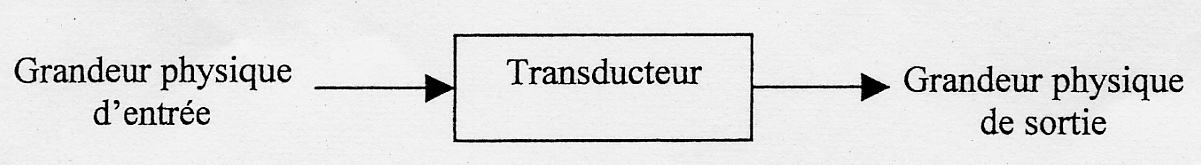 Grandeur physique
d'entrée
Transducteur
Grandeur physique
de sortie